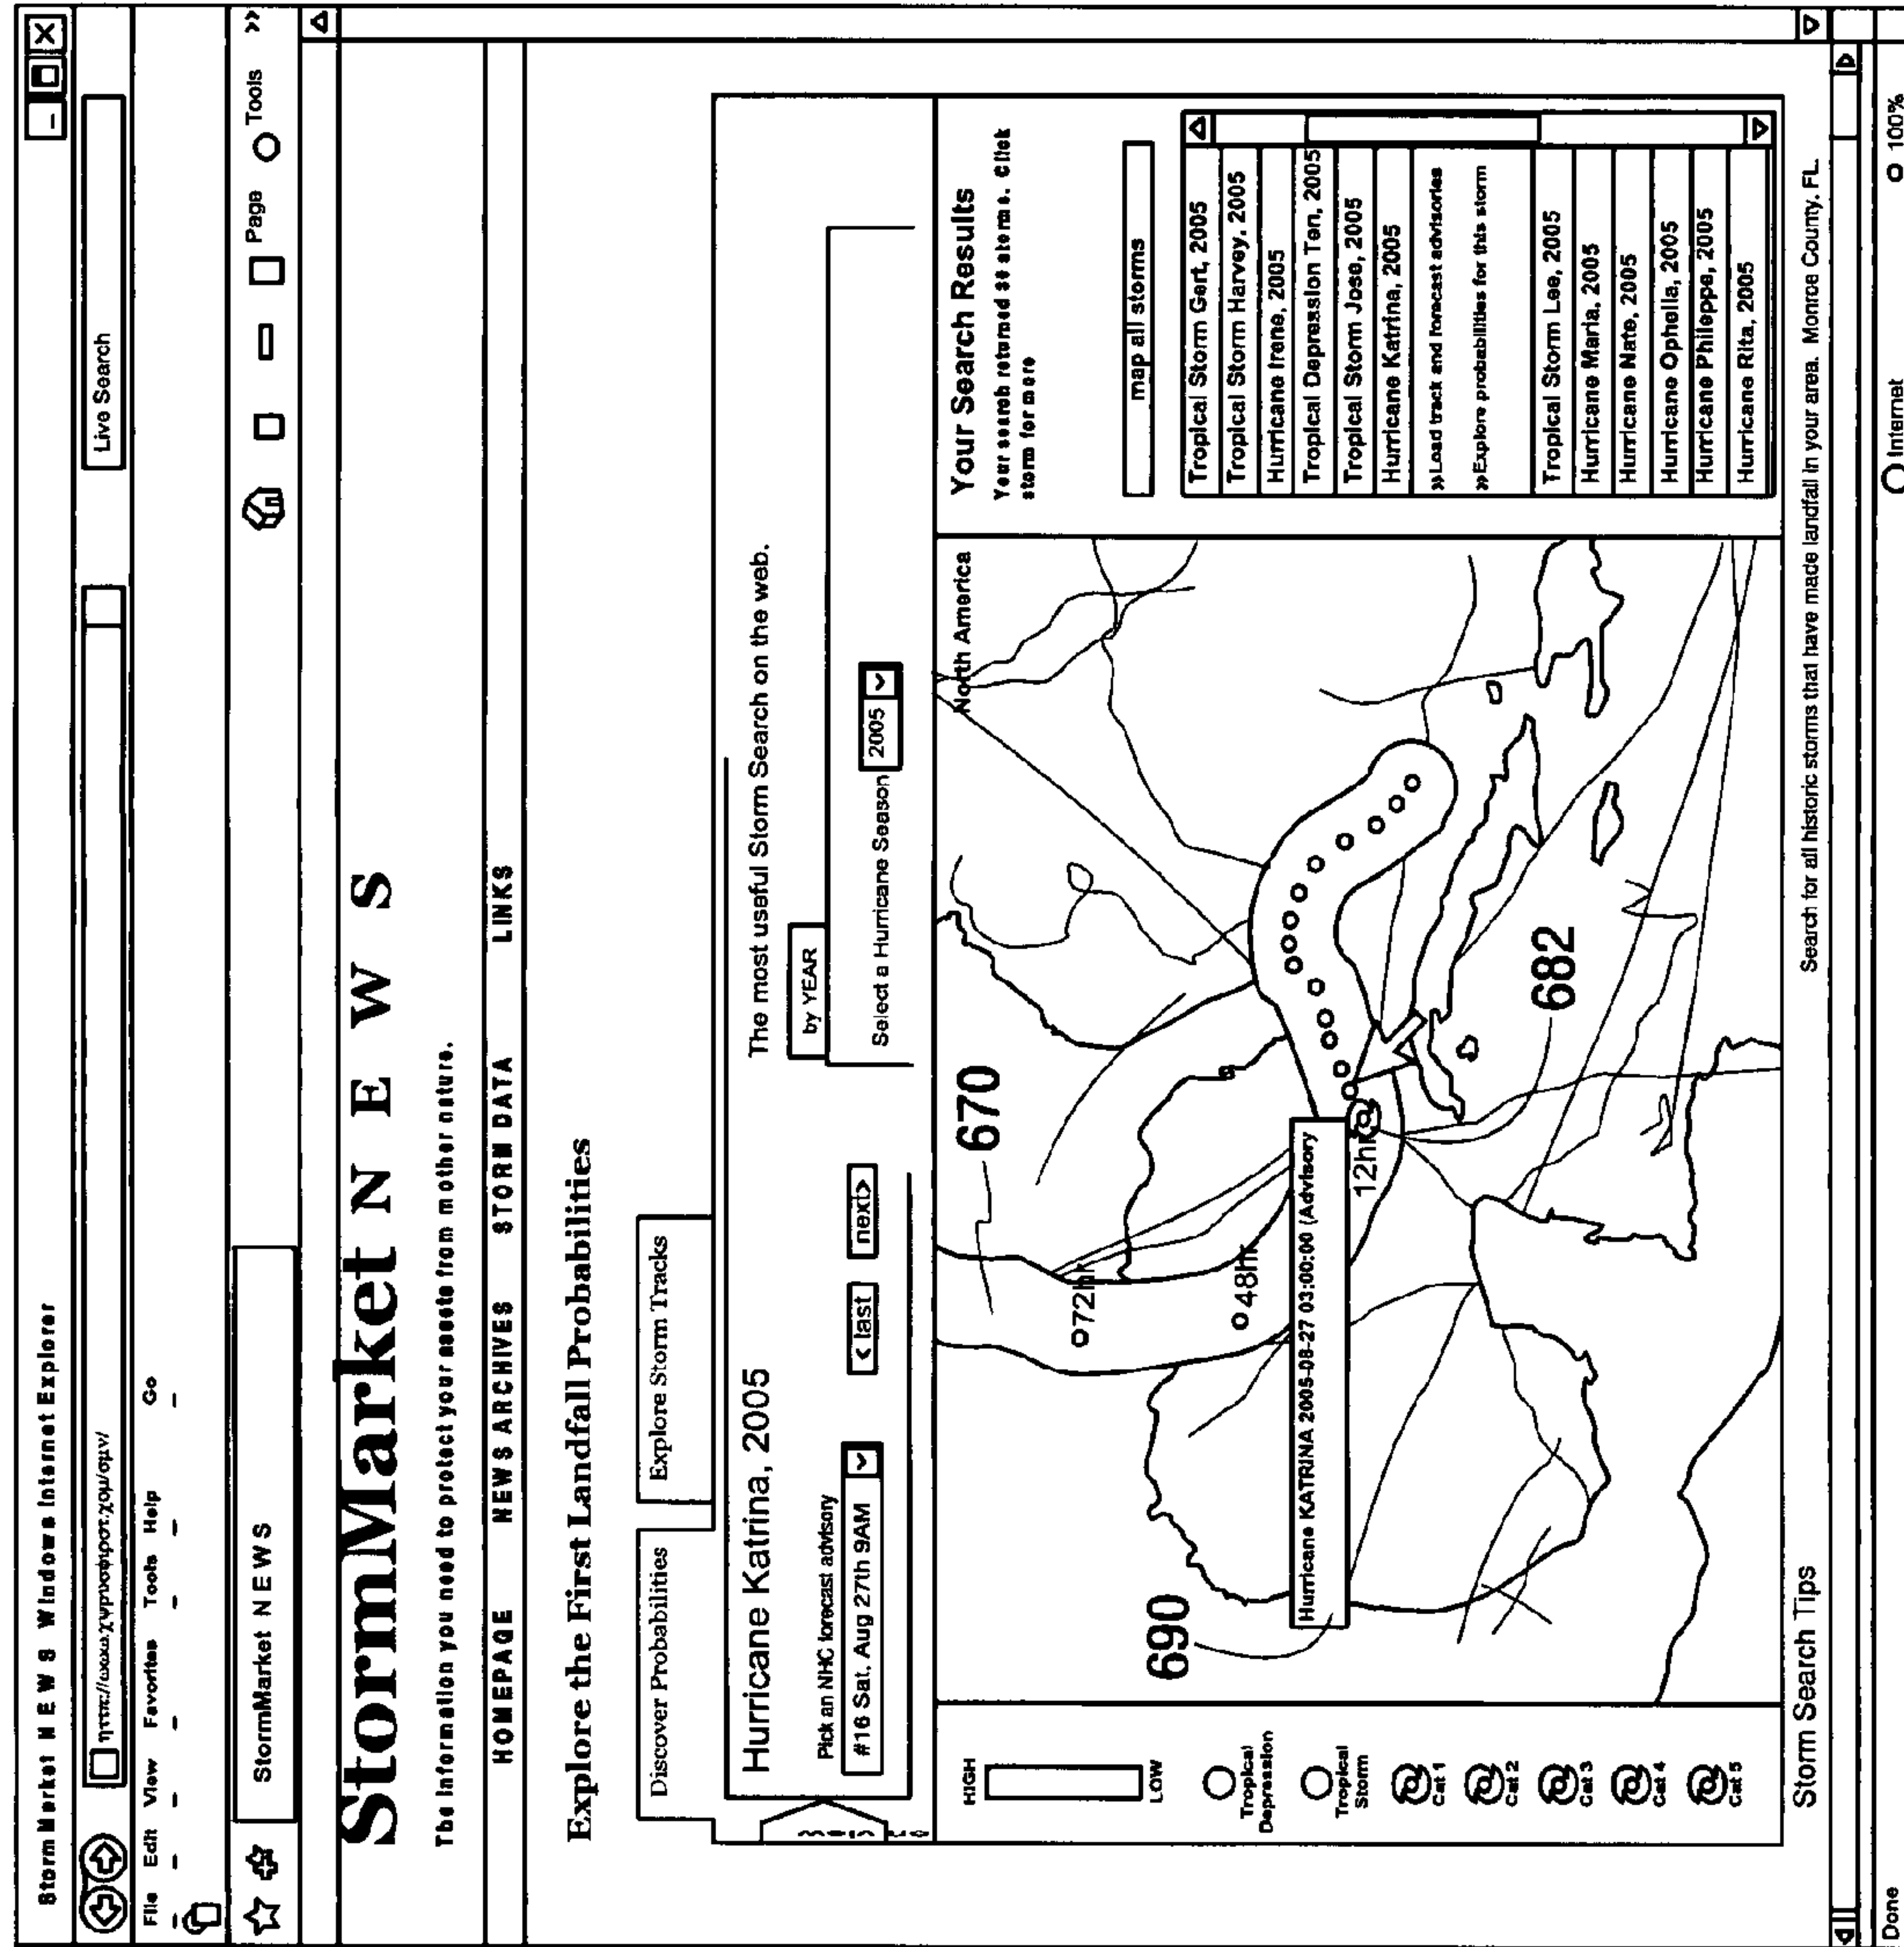 Storm Market N E W S Windows Internet Explorer
Live Search
File Edit View Favorites Tools Help Go
StormMarket N E W S
Page Tools »
StormMarket N E W S
The information you need to protect your assets from mother nature.
HOMEPAGE NEWS ARCHIVES STORM DATA LINKS
Explore the First Landfall Probabilities
Discover Probabilities
Explore Storm Tracks
Hurricane Katrina, 2005
The most useful Storm Search on the web.
Pick an NHC forecast advisory
by YEAR
#16 Sat. Aug 27th 9AM
< last
next>
Select a Hurricane Season 2005
HIGH
LOW
Tropical
Depression
Tropical
Storm
Cat 1
Cat 2
Cat 3
Cat 4
Cat 5
North America
670
690
682
72hr
48hr
12hr
Hurricane KATRINA 2005-08-27 03:00:00 (Advisory
Your Search Results
storm for more
map all storms
Tropical Storm Gert, 2005
Tropical Storm Harvey, 2005
Hurricane Irene, 2005
Tropical Depression Ten, 2005
Tropical Storm Jose, 2005
Hurricane Katrina, 2005
»Load track and forecast advisories
»Explore probabilities for this storm
Tropical Storm Lee, 2005
Hurricane Maria, 2005
Hurricane Nate, 2005
Hurricane Ophelia, 2005
Hurricane Phileppe, 2005
Hurricane Rita, 2005
Storm Search Tips
Search for all historic storms that have made landfall in your area. Monroe County, FL.
Done
Internet
100%